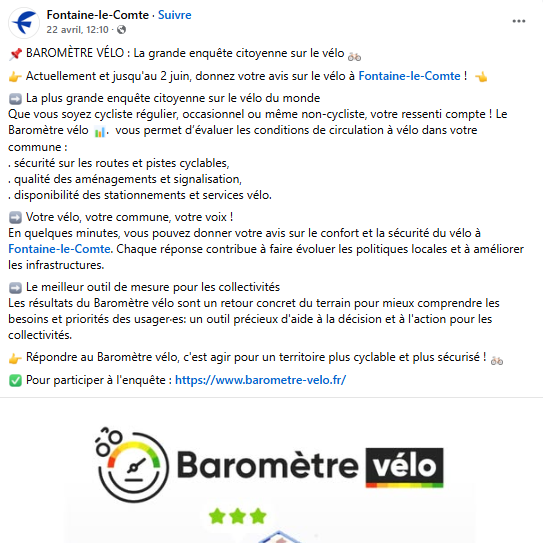 Fontaine-le-Comte · Suivre
22 avril, 12:10 ·
📌 BAROMÈTRE VÉLO : La grande enquête citoyenne sur le vélo 🚲
👉 Actuellement et jusqu'au 2 juin, donnez votre avis sur le vélo à Fontaine-le-Comte ! 👈
➡️ La plus grande enquête citoyenne sur le vélo du monde
Que vous soyez cycliste régulier, occasionnel ou même non-cycliste, votre ressenti compte ! Le
Baromètre vélo 📊. vous permet d'évaluer les conditions de circulation à vélo dans votre
commune :
. sécurité sur les routes et pistes cyclables,
. qualité des aménagements et signalisation,
. disponibilité des stationnements et services vélo.
➡️ Votre vélo, votre commune, votre voix !
En quelques minutes, vous pouvez donner votre avis sur le confort et la sécurité du vélo à
Fontaine-le-Comte. Chaque réponse contribue à faire évoluer les politiques locales et à améliorer
les infrastructures.
➡️ Le meilleur outil de mesure pour les collectivités
Les résultats du Baromètre vélo sont un retour concret du terrain pour mieux comprendre les
besoins et priorités des usager·es: un outil précieux d'aide à la décision et à l'action pour les
collectivités.
👉 Répondre au Baromètre vélo, c'est agir pour un territoire plus cyclable et plus sécurisé ! 🚲
✅ Pour participer à l'enquête : https://www.barometre-velo.fr/
Baromètre vélo